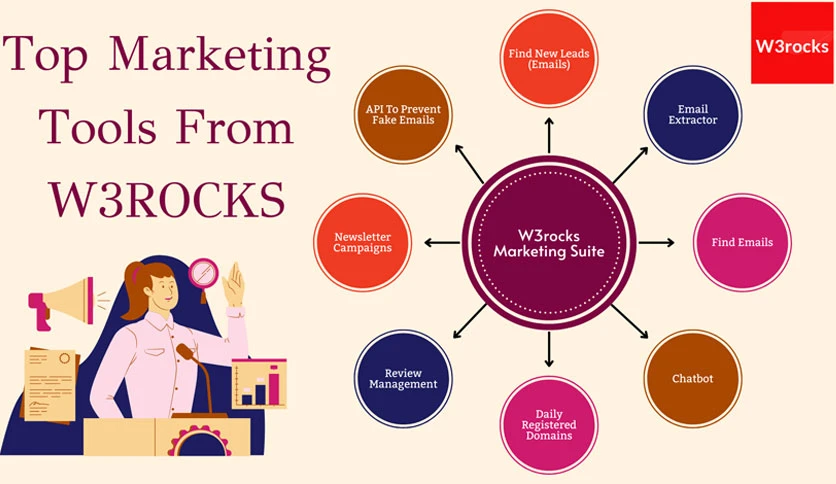 Top Marketing
Tools From
W3ROCKS
W3rocks
Find New Leads
(Emails)
API To Prevent
Fake Emails
Email
Extractor
Newsletter
Campaigns
W3rocks
Marketing Suite
Find Emails
Review
Management
Chatbot
Daily
Registered
Domains